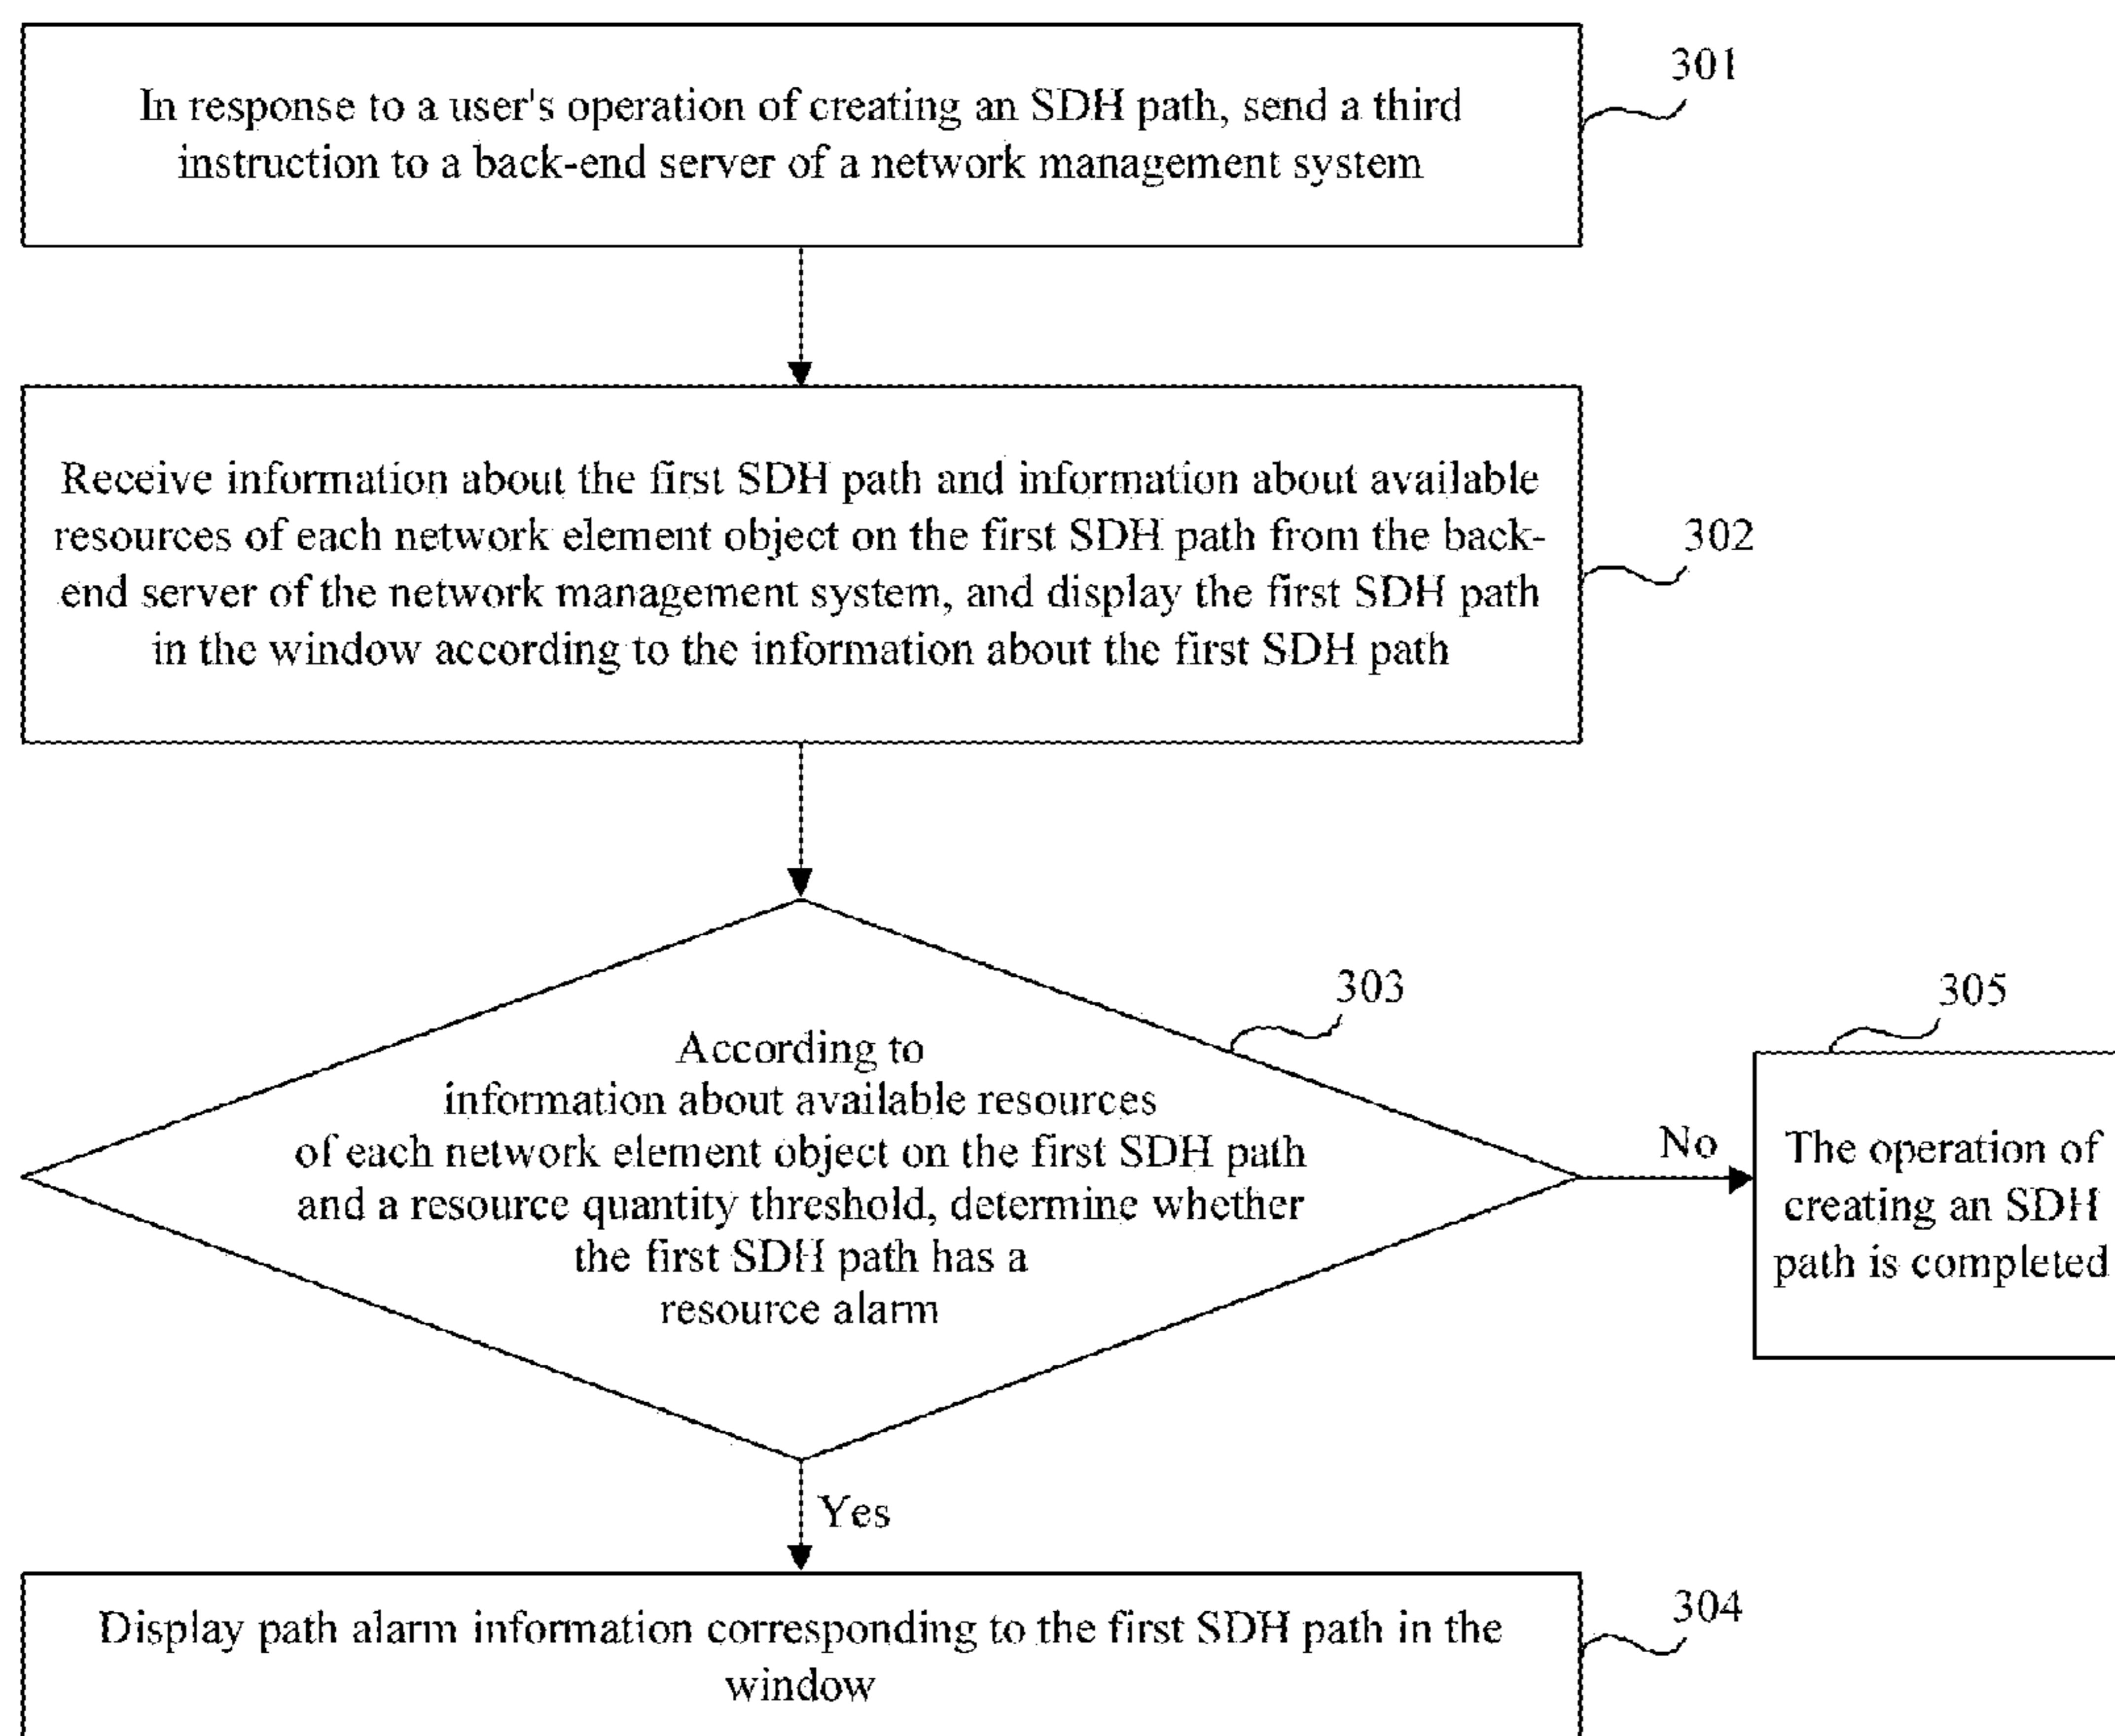 301
In response to a user's operation of creating an SDH path, send a third
instruction to a back-end server of a network management system
Receive information about the first SDH path and information about available
resources of each network element object on the first SDH path from the back-
end server of the network management system, and display the first SDH path
in the window according to the information about the first SDH path
302
303
305
According to
information about available resources
of each network element object on the first SDH path
and a resource quantity threshold, determine whether
the first SDH path has a
resource alarm
No
The operation of
creating an SDH
path is completed
Yes
304
Display path alarm information corresponding to the first SDH path in the
window